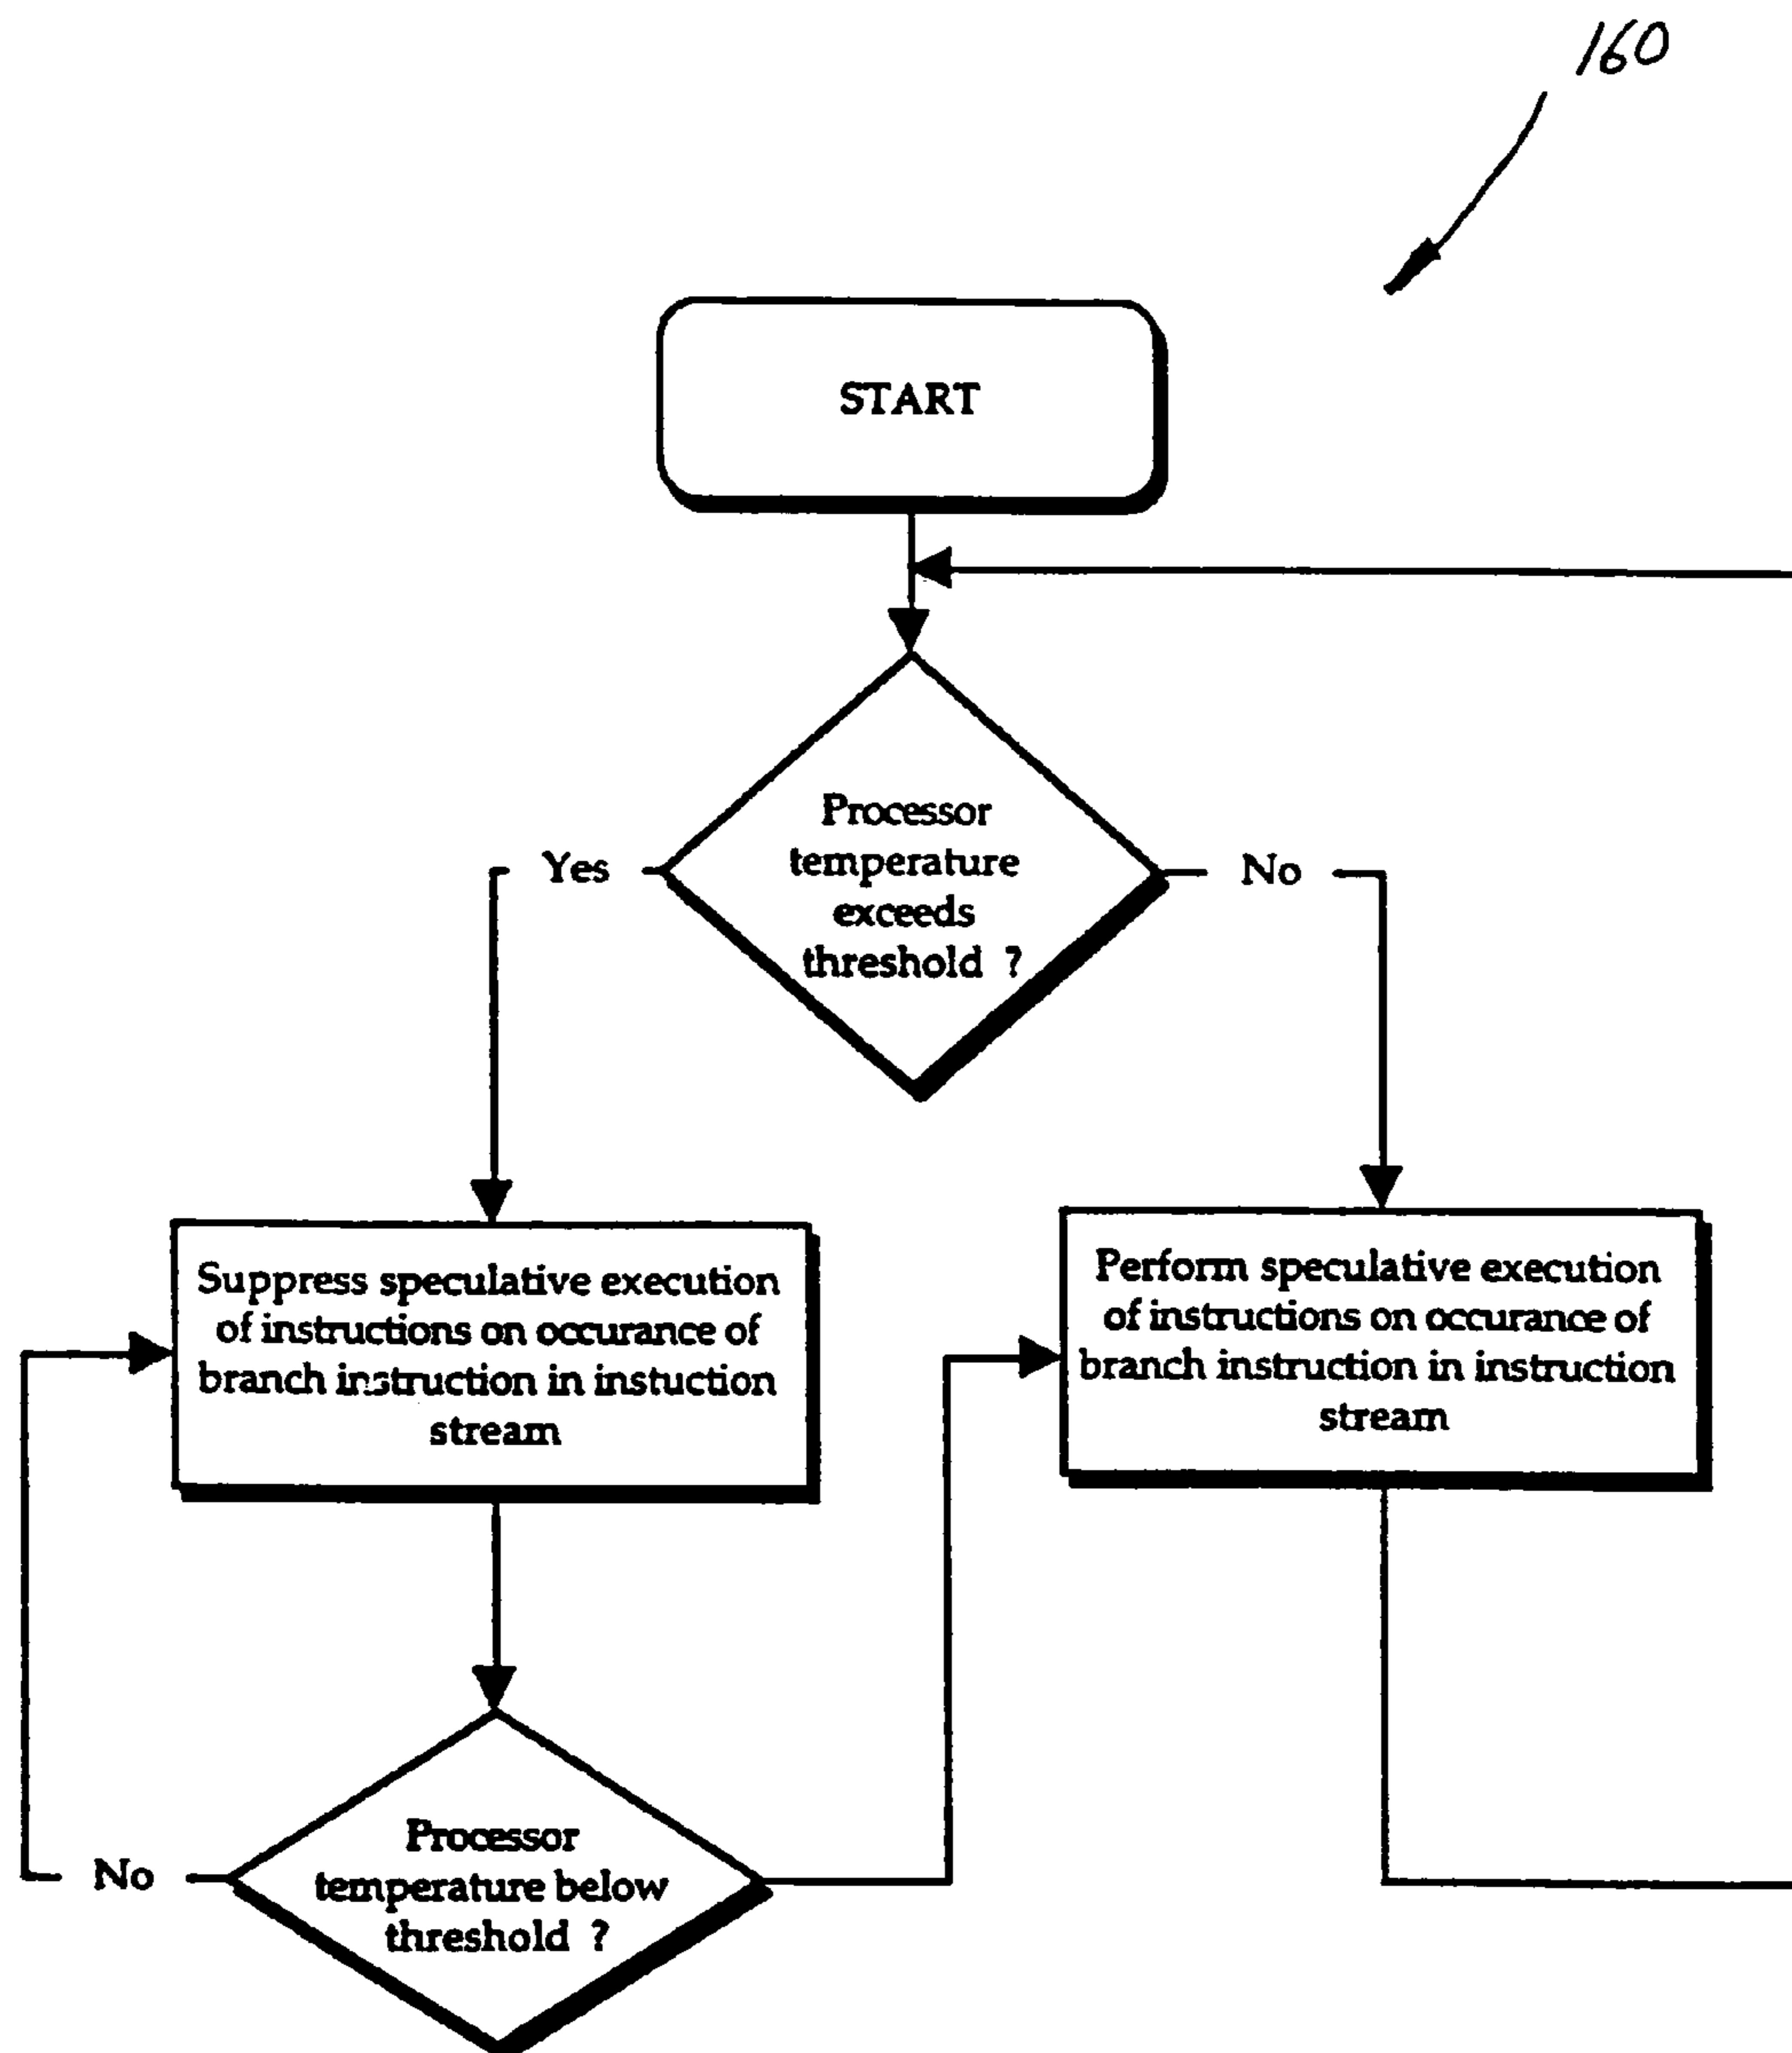 160
START
Processor
temperature
exceeds
threshold ?
Yes
No
Suppress speculative execution
of instructions on occurance of
branch instruction in instuction
stream
Perform speculative execution
of instructions on occurance of
branch instruction in instruction
stream
Processor
temperature below
threshold ?
No